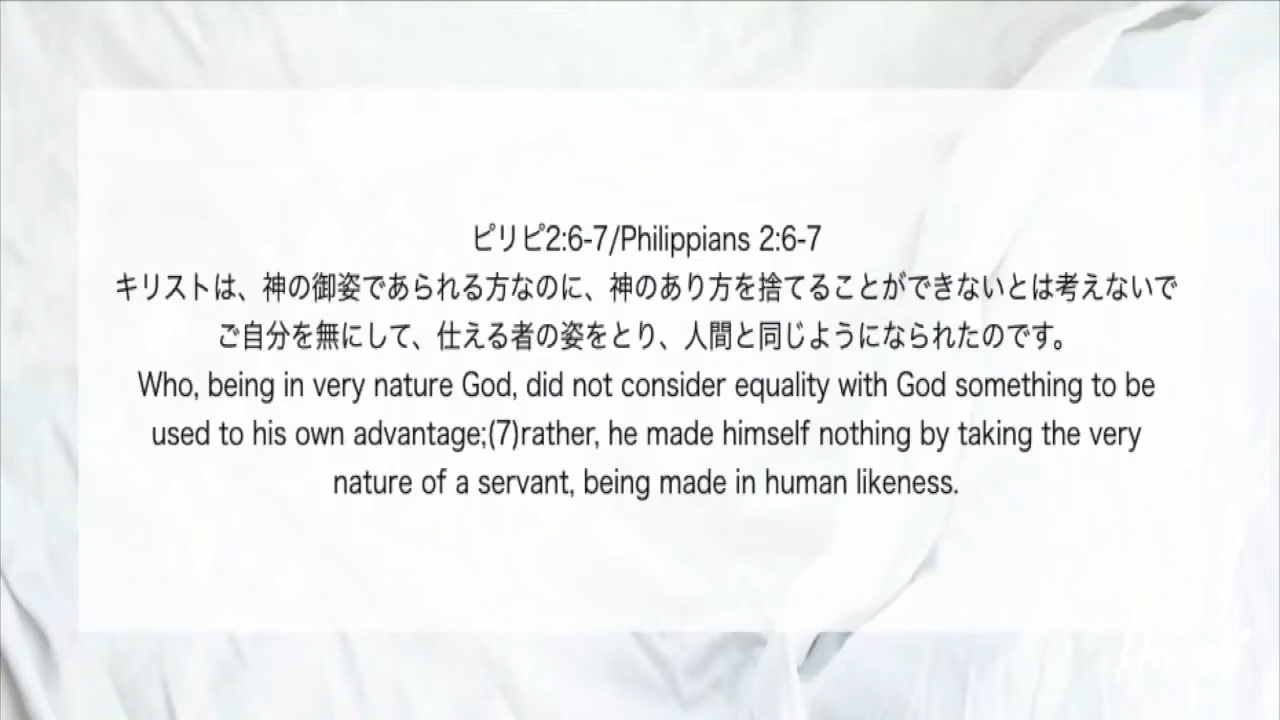 ピリピ2:6-7/Philippians 2:6-7
キリストは、神の御姿であられる方なのに、神のあり方を捨てることができないとは考えないで
ご自分を無にして、仕える者の姿をとり、人間と同じようになられたのです。
Who, being in very nature God, did not consider equality with God something to be
used to his own advantage;(7)rather, he made himself nothing by taking the very
nature of a servant, being made in human likeness.